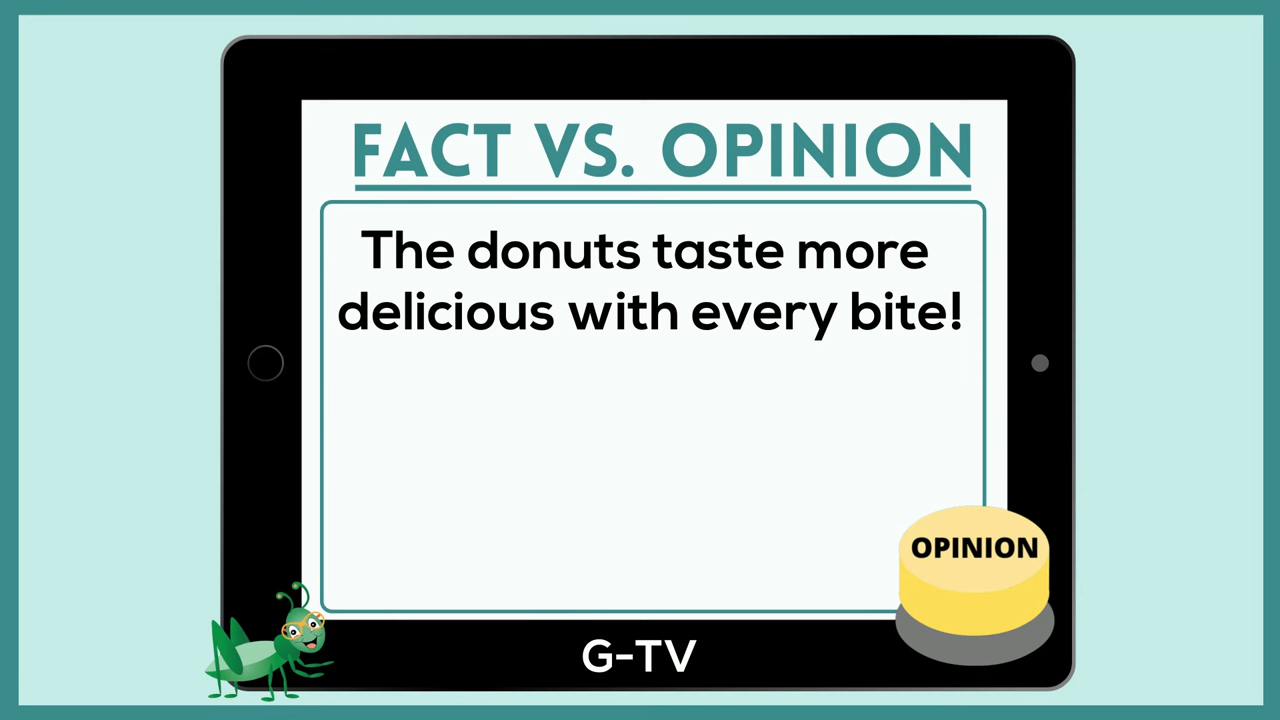 FACT VS. OPINION
The donuts taste more
delicious with every bite!
OPINION
G-TV